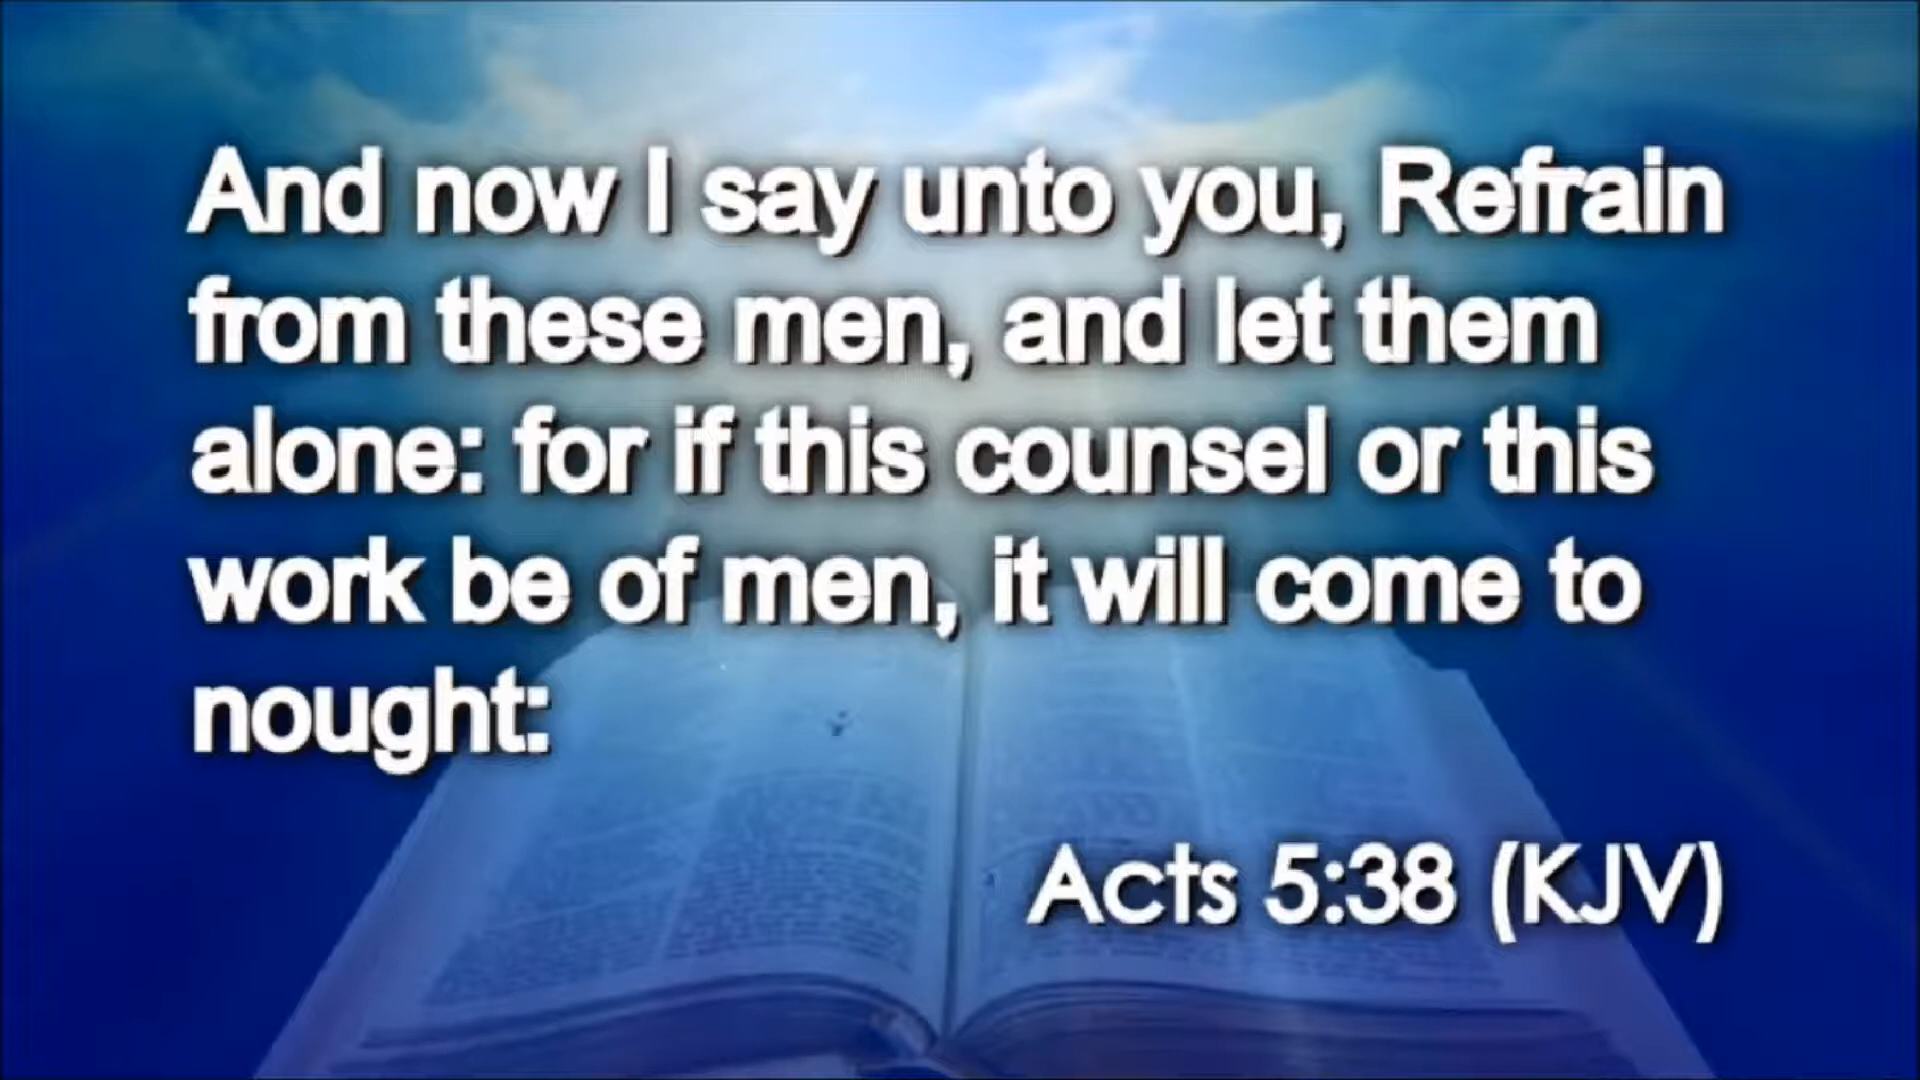 And now I say unto you, Refrain
from these men, and let them
alone: for if this counsel or this
work be of men, it will come to
nought:
Acts 5:38 (KJV)